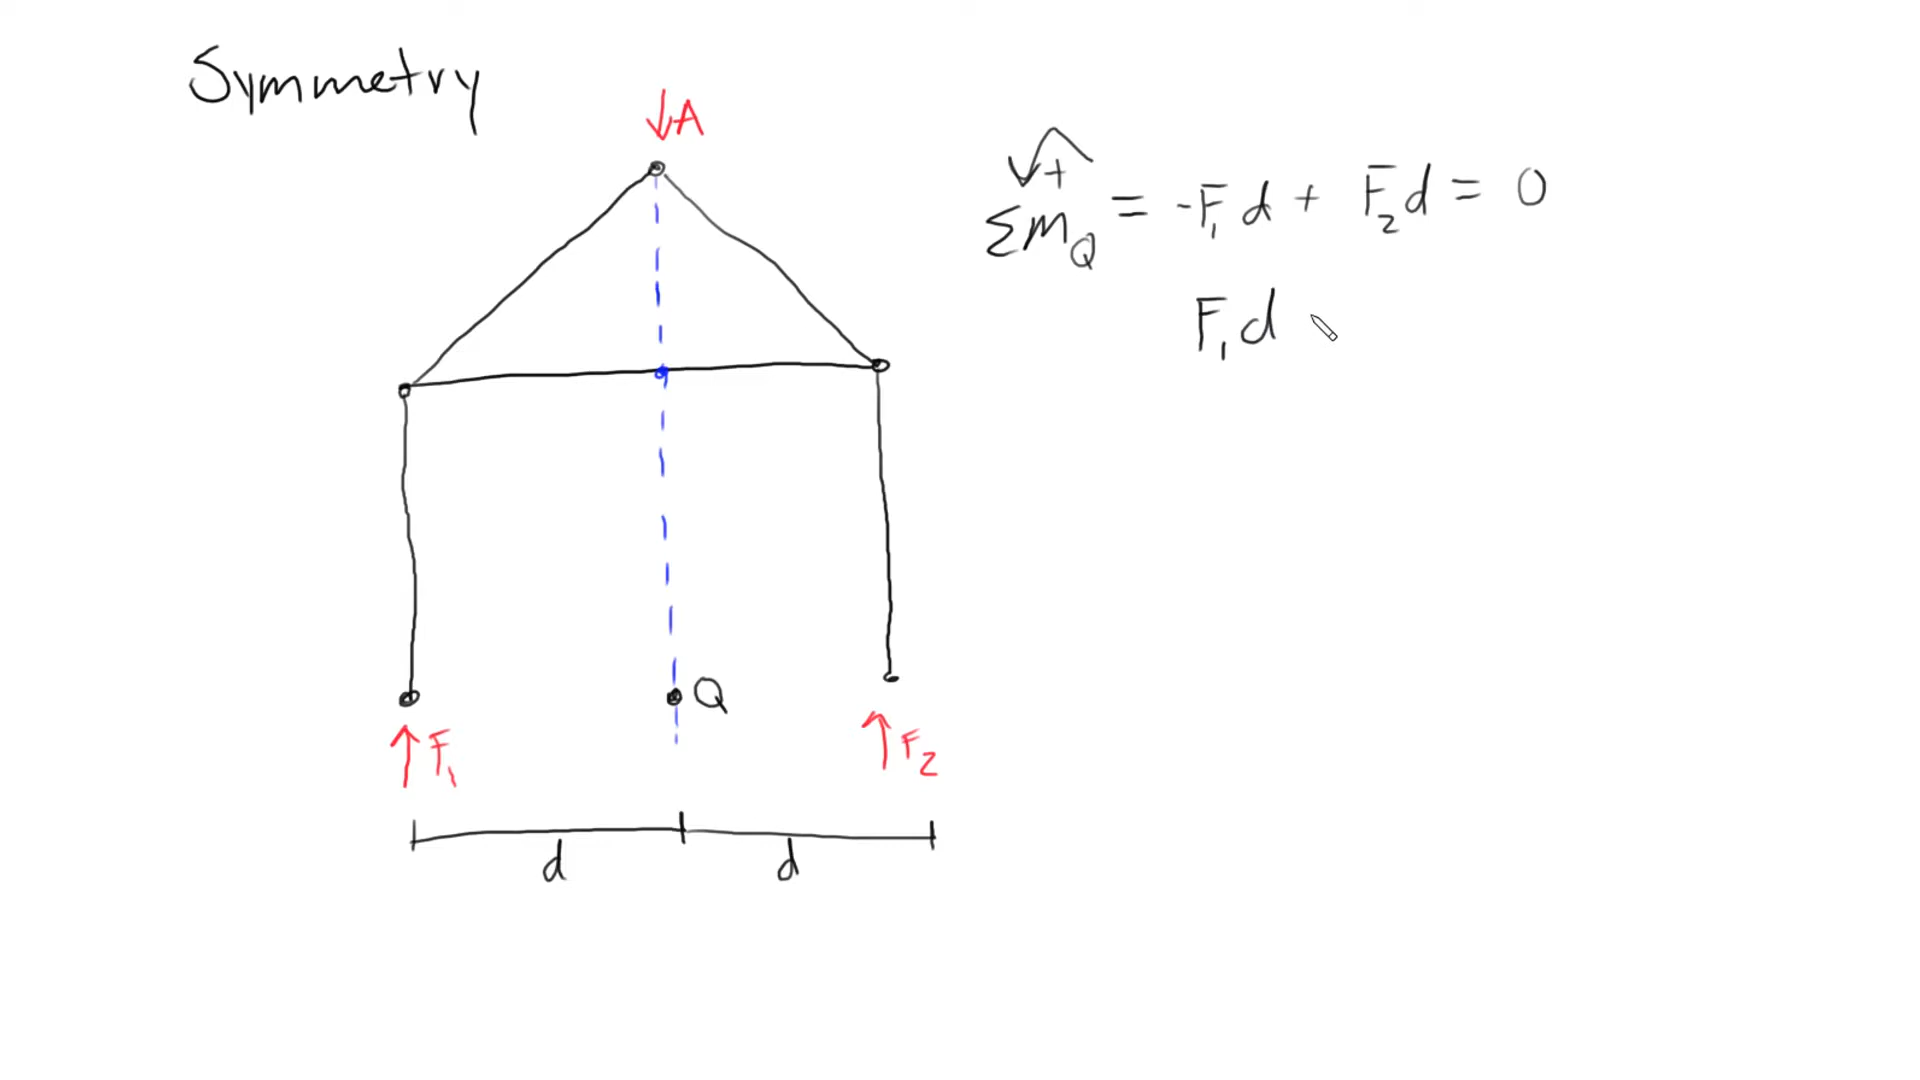 Symmetry
↓A
+
ΣM_Q = -F₁d + F₂d = 0
F₁d
Q
↑F₁
↑F₂
d d